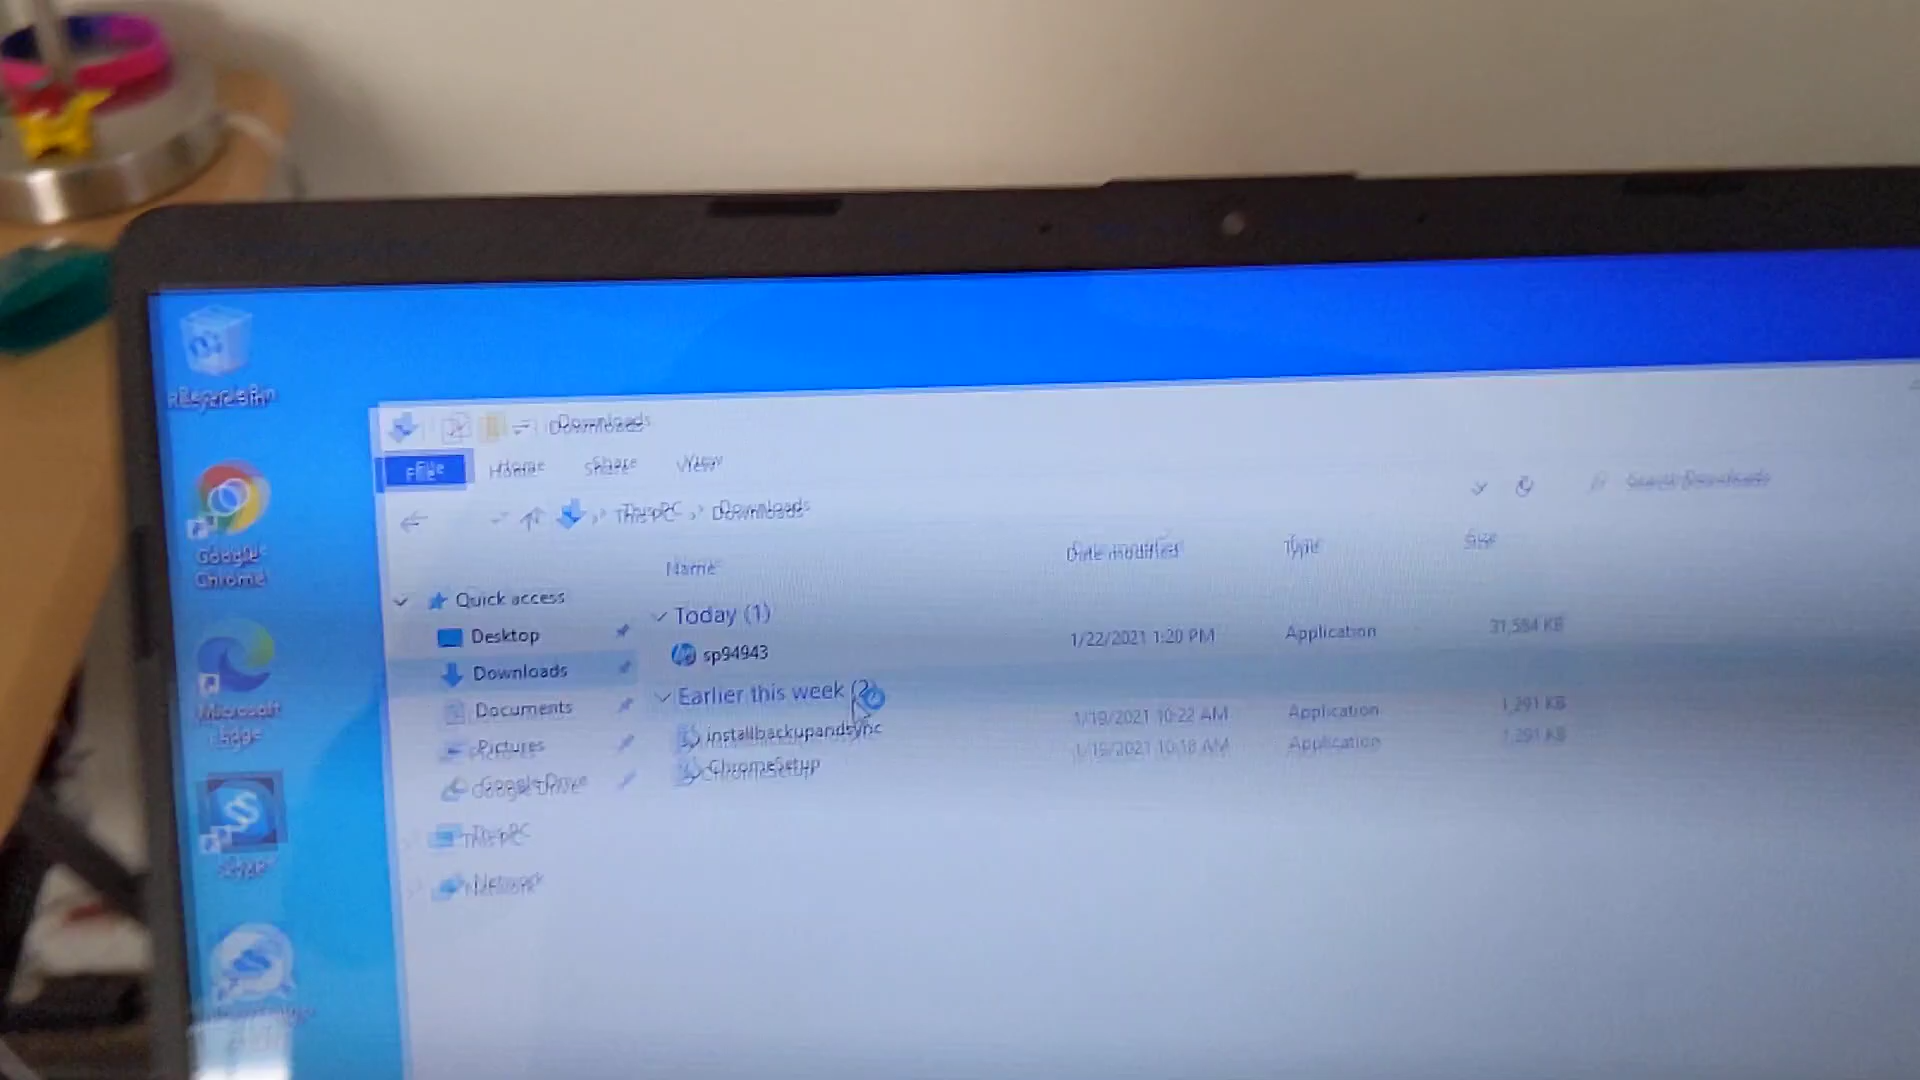 Recycle Bin
Downloads
File Home Share View
This PC > Downloads
Search Downloads
Google
Chrome
Name Date modified Type Size
Quick access
Today (1)
Desktop
sp94943 1/22/2021 1:20 PM Application 31,584 KB
Downloads
Earlier this week (2)
Microsoft
Edge
Documents
installbackupandsync 1/19/2021 10:22 AM Application 1,291 KB
Pictures
ChromeSetup 1/19/2021 10:18 AM Application 1,291 KB
Google Drive
This PC
Skype
Network